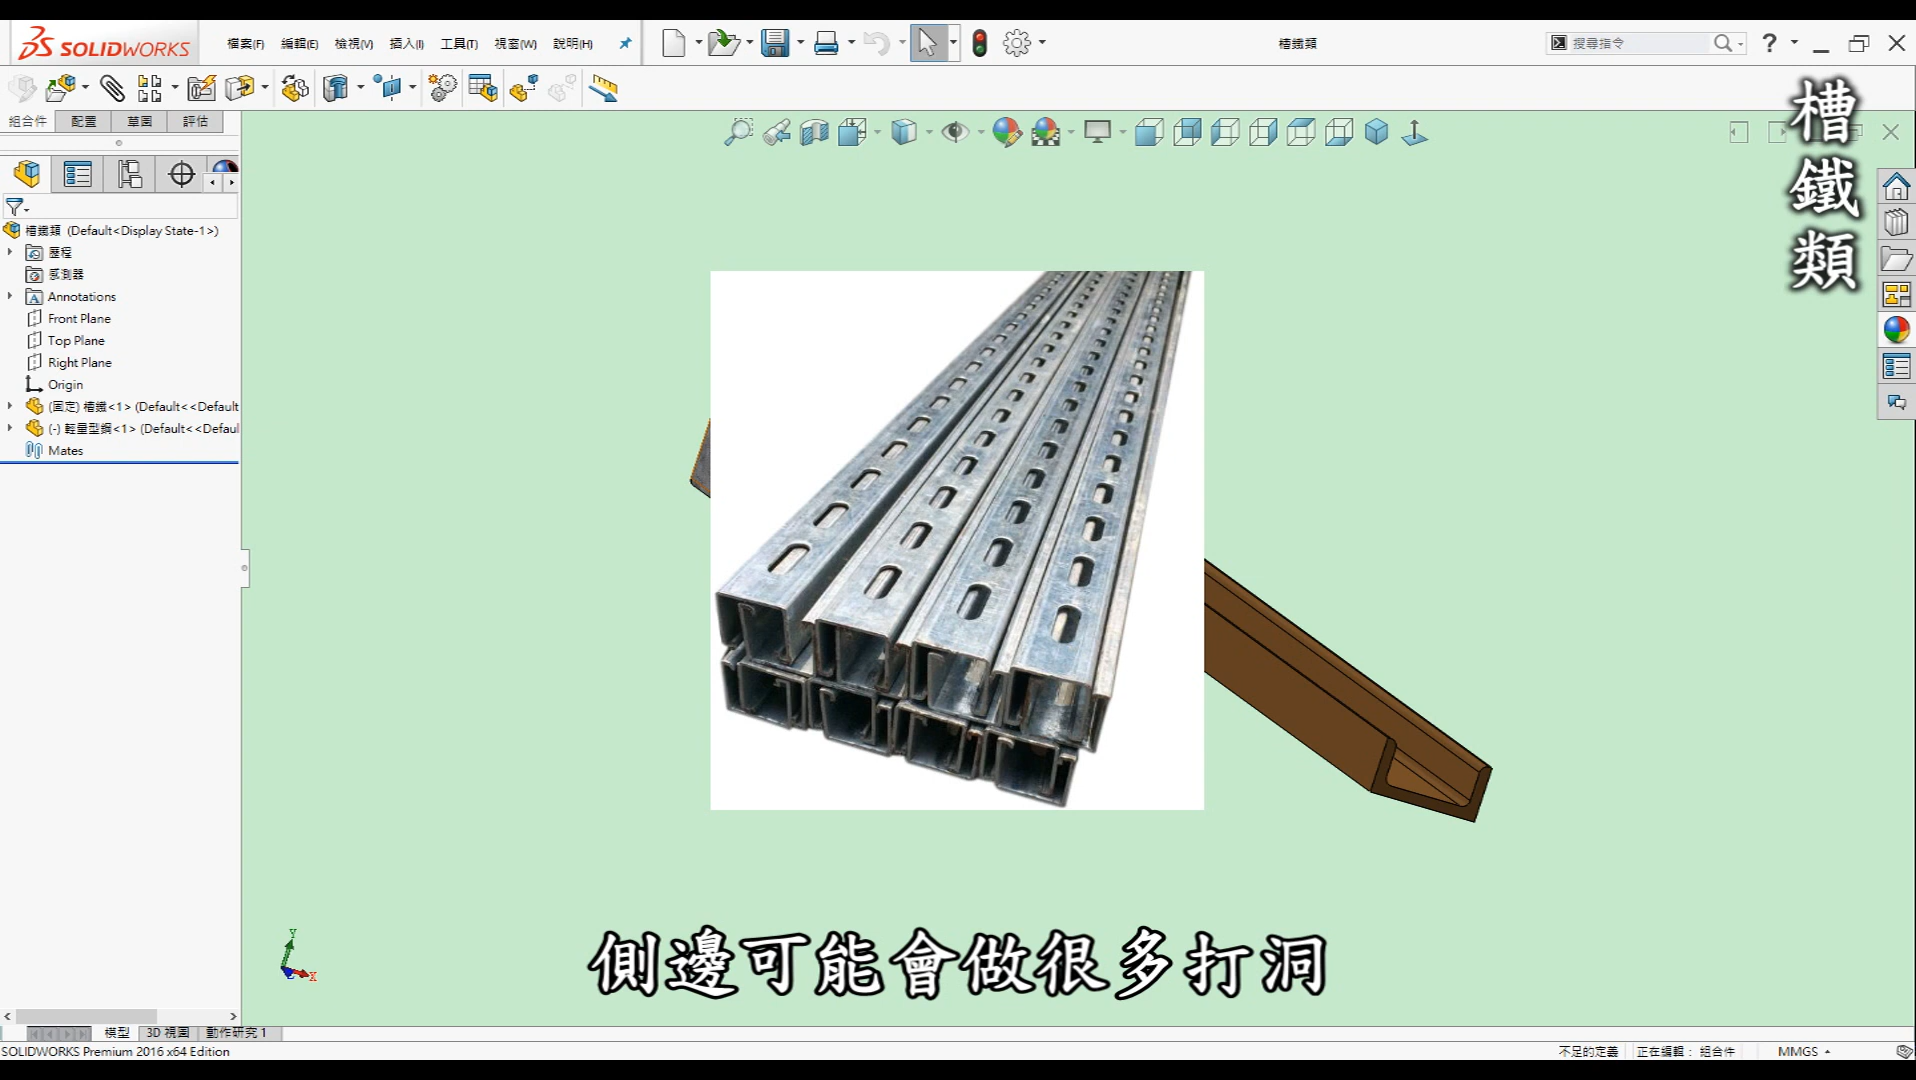 SOLIDWORKS
檔案(F) 編輯(E) 檢視(V) 插入(I) 工具(T) 視窗(W) 說明(H)
槽鐵類
搜尋指令
組合件 配置 草圖 評估
槽鐵類 (Default<Display State-1>)
歷程
感測器
Annotations
Front Plane
Top Plane
Right Plane
Origin
(固定) 槽鐵<1> (Default<<Default
(-) 輕量型鋼<1> (Default<<Defaul
Mates
槽鐵類
側邊可能會做很多打洞
Y
X
Z
模型 3D 視圖 動作研究 1
SOLIDWORKS Premium 2016 x64 Edition
不足的定義 正在編輯: 組合件 MMGS